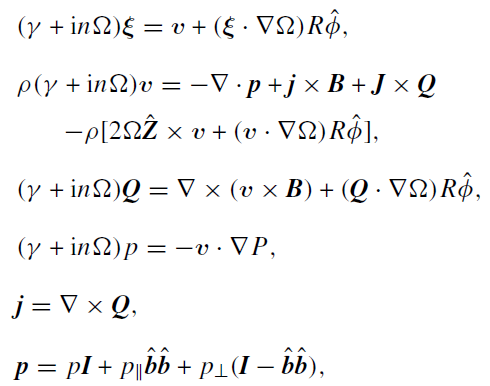 (γ + inΩ)ξ = v + (ξ · ∇Ω)Rφ̂,
ρ(γ + inΩ)v = −∇ · p + j × B + J × Q
−ρ[2ΩẐ × v + (v · ∇Ω)Rφ̂],
(γ + inΩ)Q = ∇ × (v × B) + (Q · ∇Ω)Rφ̂,
(γ + inΩ)p = −v · ∇P,
j = ∇ × Q,
p = pI + p∥b̂b̂ + p⊥(I − b̂b̂),